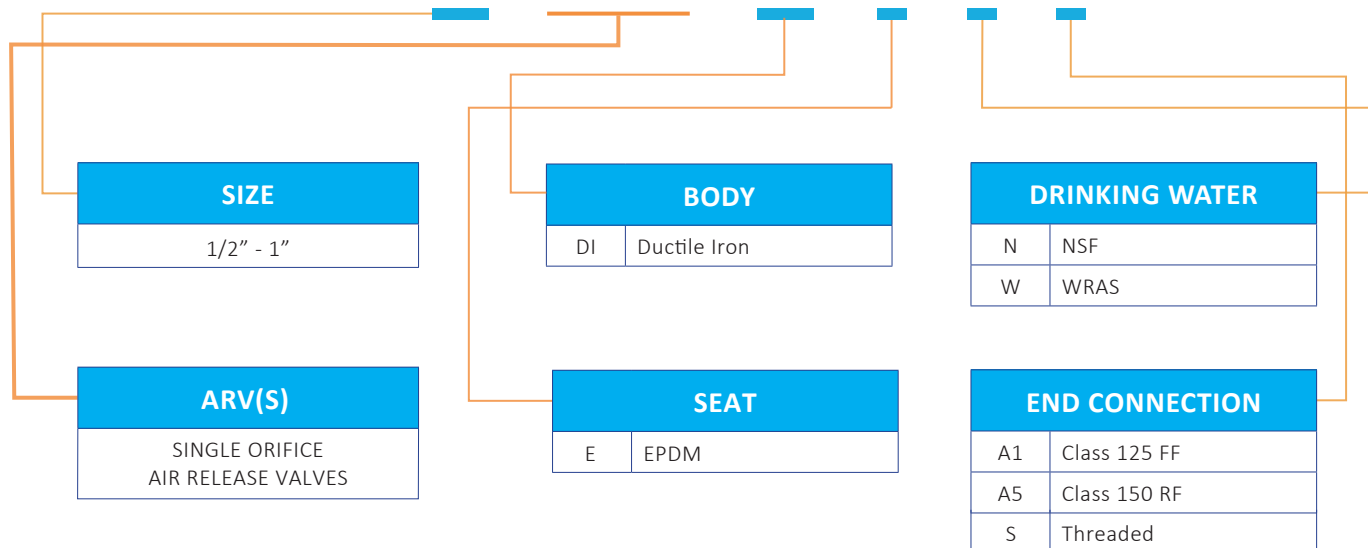 SIZE
1/2” - 1”
BODY
DI Ductile Iron
DRINKING WATER
N NSF
W WRAS
ARV(S)
SINGLE ORIFICE
AIR RELEASE VALVES
SEAT
E EPDM
END CONNECTION
A1 Class 125 FF
A5 Class 150 RF
S Threaded